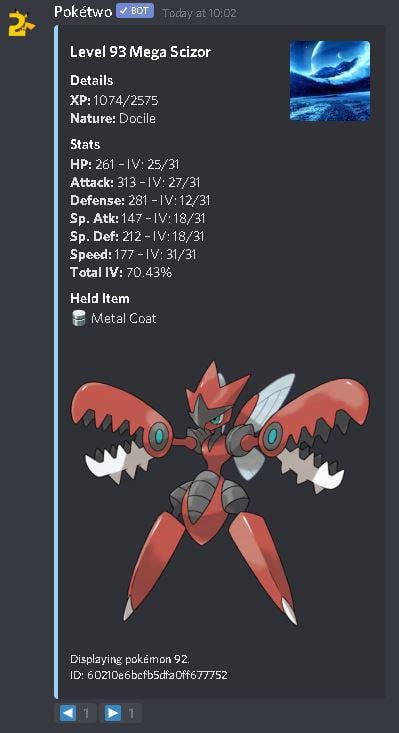 Pokétwo ✓ BOT Today at 10:02
Level 93 Mega Scizor
Details
XP: 1074/2575
Nature: Docile
Stats
HP: 261 – IV: 25/31
Attack: 313 – IV: 27/31
Defense: 281 – IV: 12/31
Sp. Atk: 147 – IV: 18/31
Sp. Def: 212 – IV: 18/31
Speed: 177 – IV: 31/31
Total IV: 70.43%
Held Item
Metal Coat
Displaying pokémon 92.
ID: 60210e6bcfb5dfa0ff677752
1 1